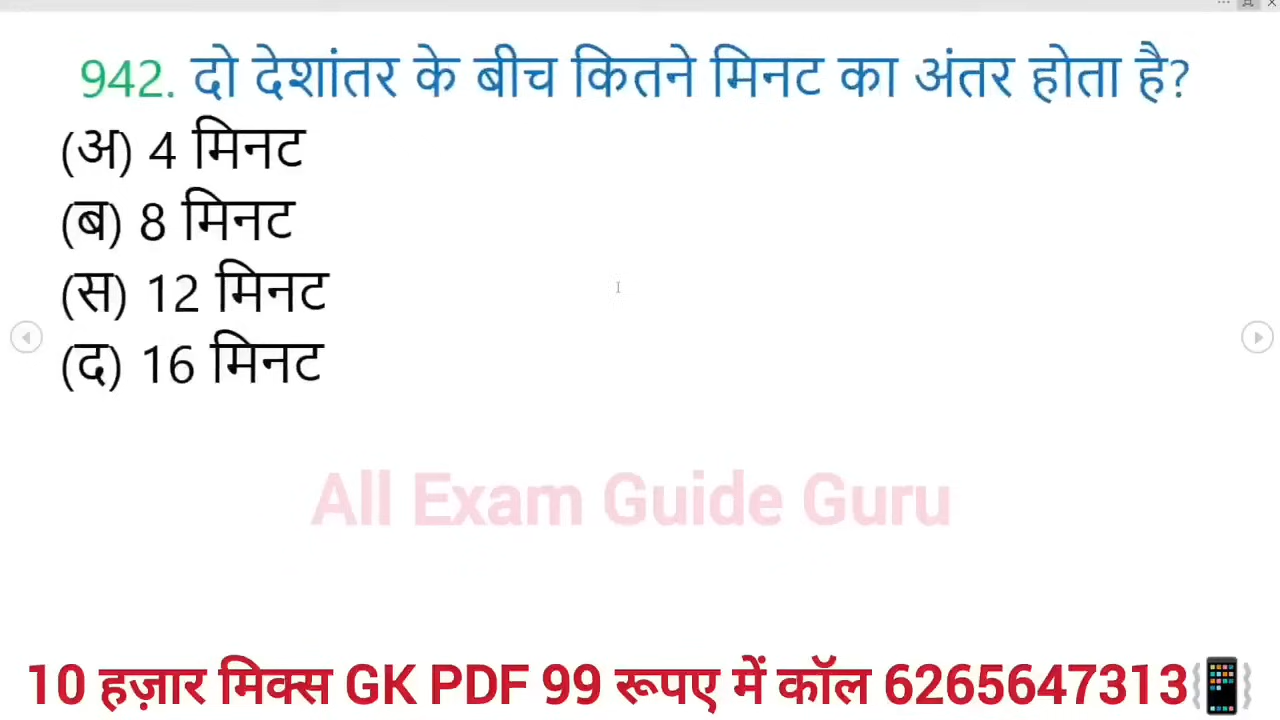 942. दो देशांतर के बीच कितने मिनट का अंतर होता है?
(अ) 4 मिनट
(ब) 8 मिनट
(स) 12 मिनट
(द) 16 मिनट
All Exam Guide Guru
10 हज़ार मिक्स GK PDF 99 रूपए में कॉल 6265647313